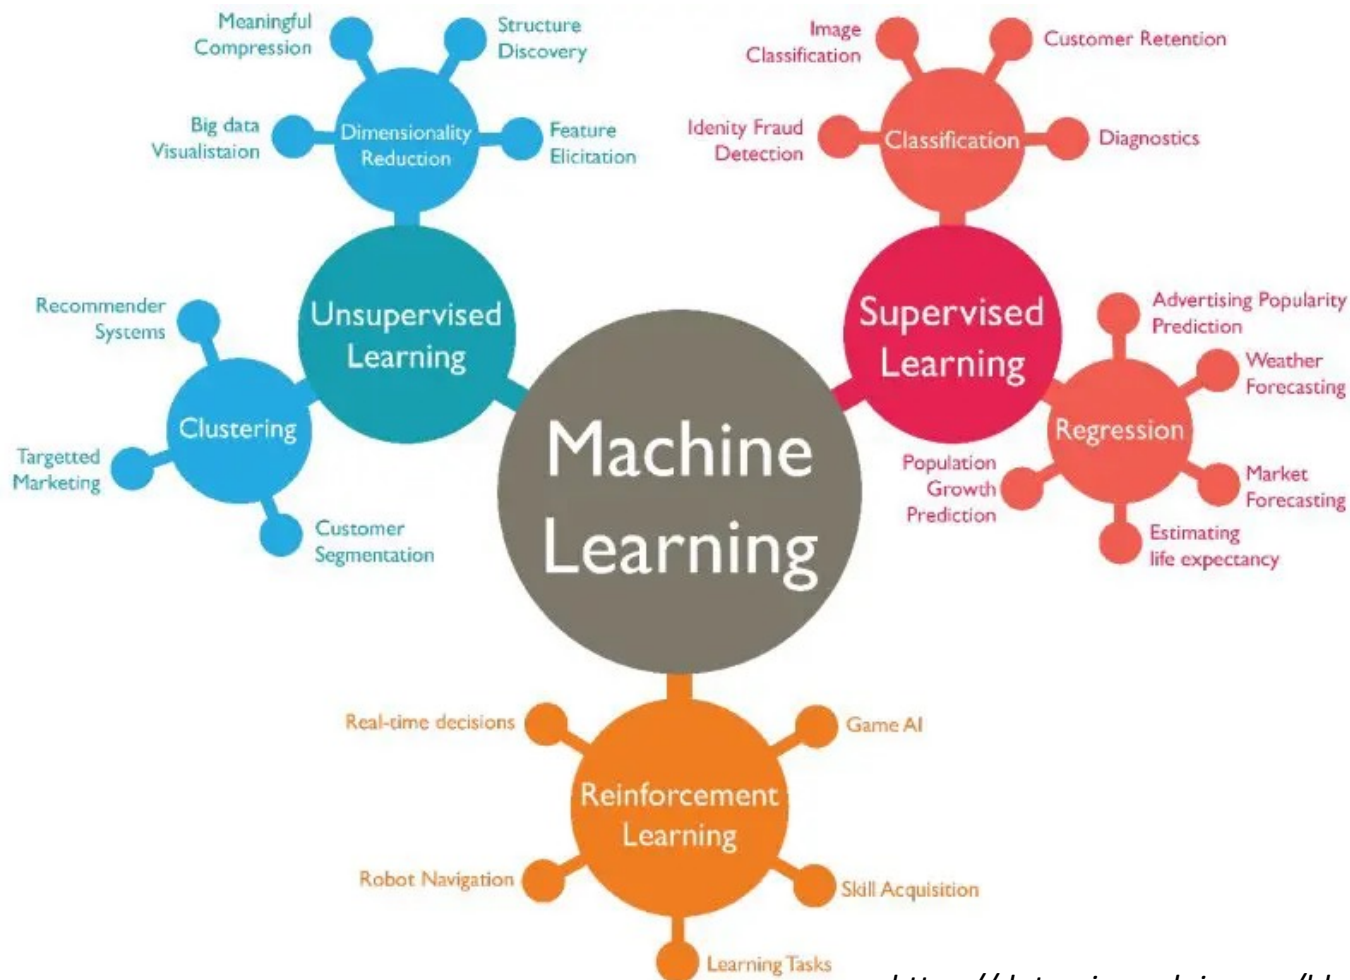 Meaningful
Compression
Structure
Discovery
Big data
Visualistaion
Dimensionality
Reduction
Feature
Elicitation
Image
Classification
Customer Retention
Idenity Fraud
Detection
Classification
Diagnostics
Unsupervised
Learning
Recommender
Systems
Clustering
Targetted
Marketing
Customer
Segmentation
Machine
Learning
Supervised
Learning
Advertising Popularity
Prediction
Weather
Forecasting
Regression
Population
Growth
Prediction
Market
Forecasting
Estimating
life expectancy
Real-time decisions
Game AI
Reinforcement
Learning
Robot Navigation
Skill Acquisition
Learning Tasks